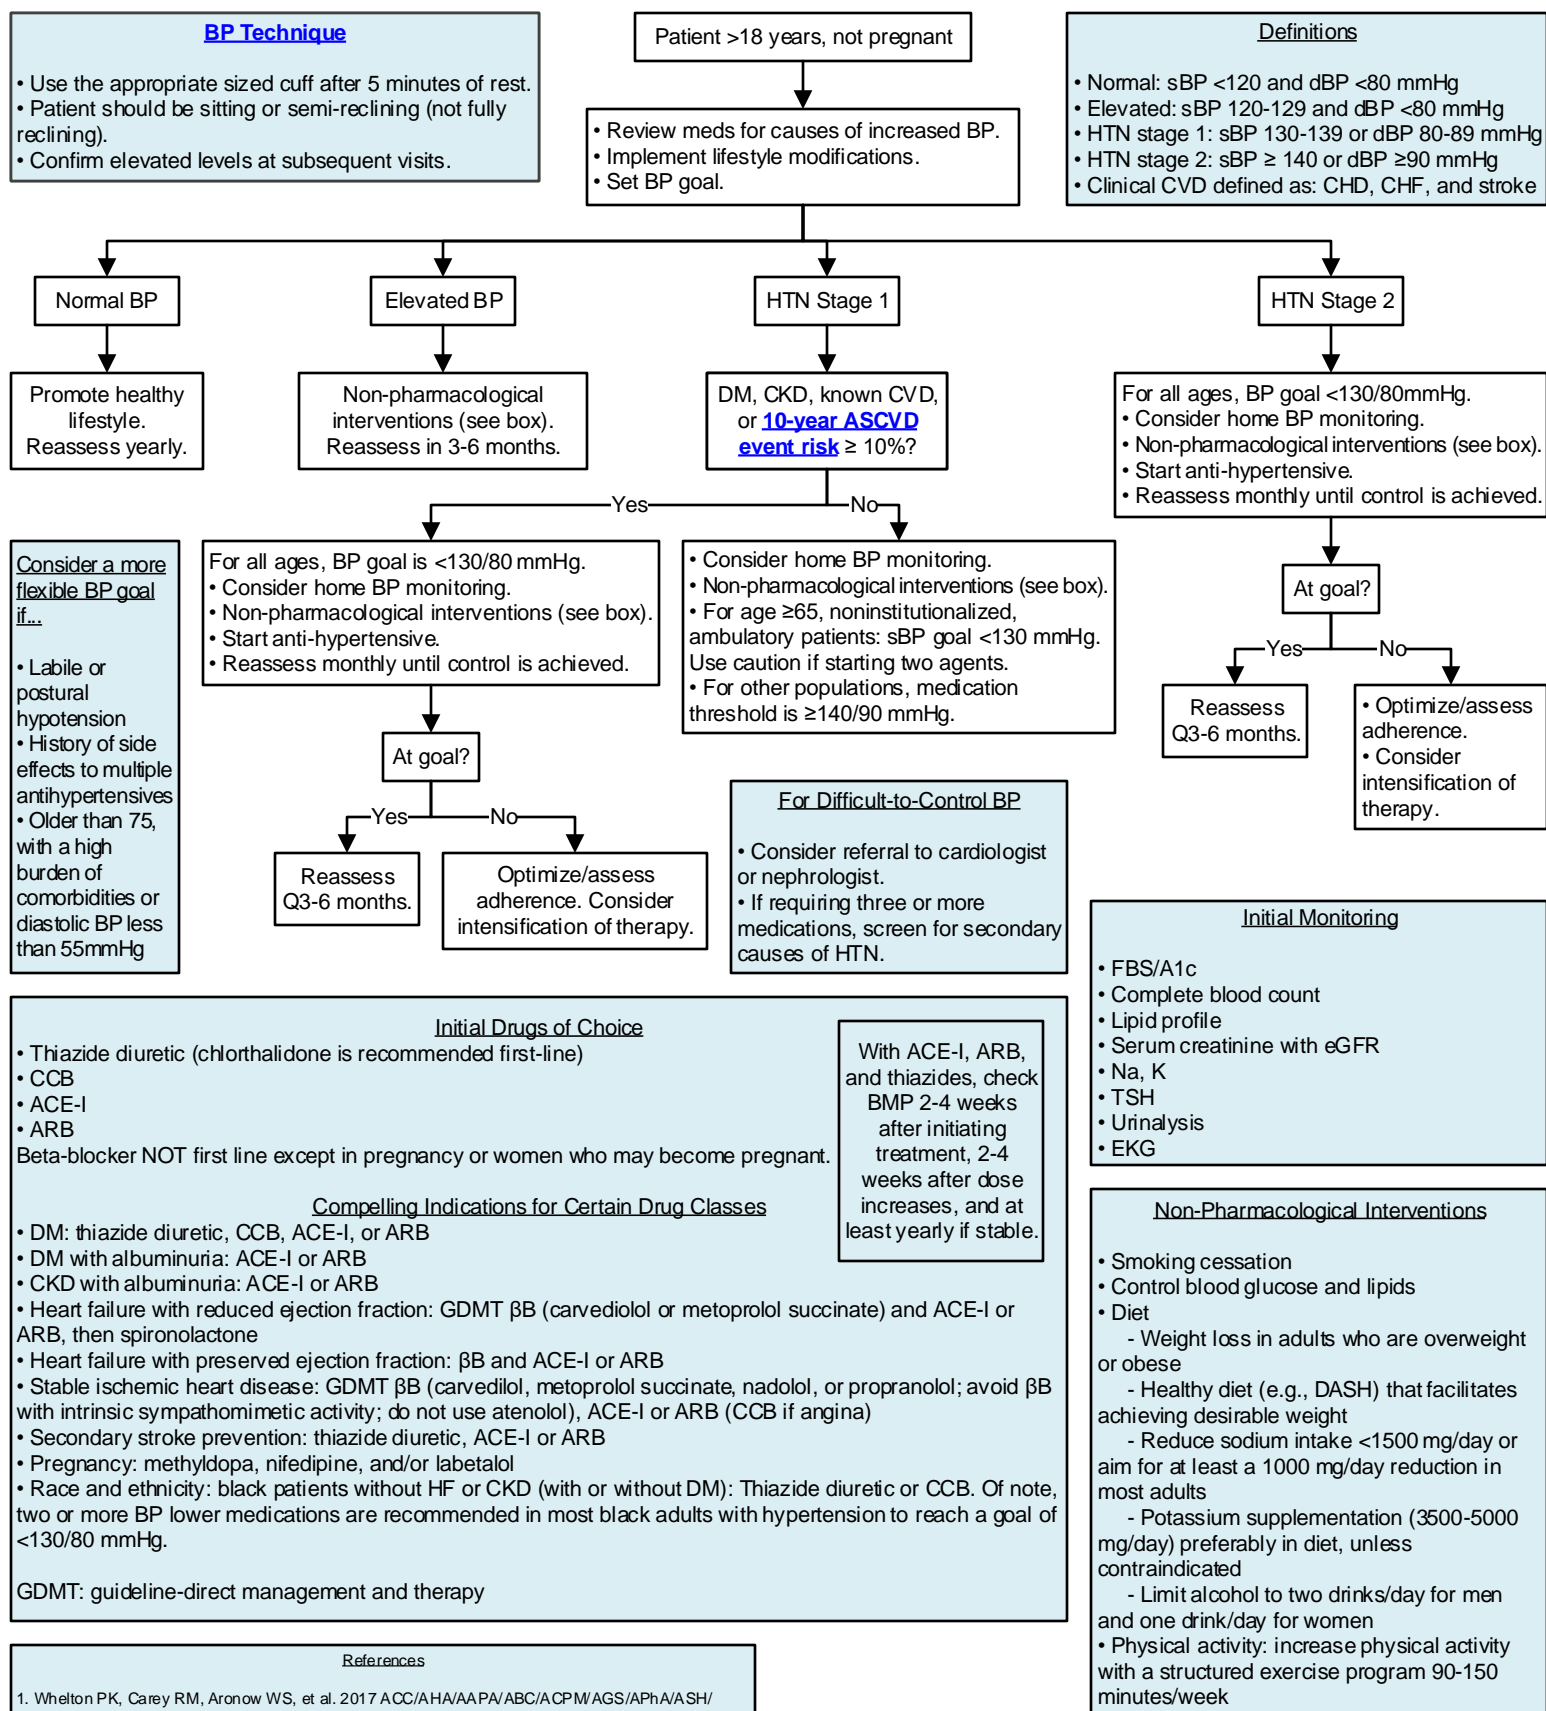 BP Technique
• Use the appropriate sized cuff after 5 minutes of rest.
• Patient should be sitting or semi-reclining (not fully
reclining).
• Confirm elevated levels at subsequent visits.
Patient >18 years, not pregnant
Definitions
• Normal: sBP <120 and dBP <80 mmHg
• Elevated: sBP 120-129 and dBP <80 mmHg
• HTN stage 1: sBP 130-139 or dBP 80-89 mmHg
• HTN stage 2: sBP ≥ 140 or dBP ≥90 mmHg
• Clinical CVD defined as: CHD, CHF, and stroke
• Review meds for causes of increased BP.
• Implement lifestyle modifications.
• Set BP goal.
Normal BP
Elevated BP
HTN Stage 1
HTN Stage 2
Promote healthy
lifestyle.
Reassess yearly.
Non-pharmacological
interventions (see box).
Reassess in 3-6 months.
DM, CKD, known CVD,
or 10-year ASCVD
event risk ≥ 10%?
For all ages, BP goal <130/80mmHg.
• Consider home BP monitoring.
• Non-pharmacological interventions (see box).
• Start anti-hypertensive.
• Reassess monthly until control is achieved.
Yes
No
Consider a more
flexible BP goal
if...
• Labile or
postural
hypotension
• History of side
effects to multiple
antihypertensives
• Older than 75,
with a high
burden of
comorbidities or
diastolic BP less
than 55mmHg
For all ages, BP goal is <130/80 mmHg.
• Consider home BP monitoring.
• Non-pharmacological interventions (see box).
• Start anti-hypertensive.
• Reassess monthly until control is achieved.
• Consider home BP monitoring.
• Non-pharmacological interventions (see box).
• For age ≥65, noninstitutionalized,
ambulatory patients: sBP goal <130 mmHg.
Use caution if starting two agents.
• For other populations, medication
threshold is ≥140/90 mmHg.
At goal?
Yes
No
Reassess
Q3-6 months.
• Optimize/assess
adherence.
• Consider
intensification of
therapy.
At goal?
Yes
No
Reassess
Q3-6 months.
Optimize/assess
adherence. Consider
intensification of therapy.
For Difficult-to-Control BP
• Consider referral to cardiologist
or nephrologist.
• If requiring three or more
medications, screen for secondary
causes of HTN.
Initial Monitoring
• FBS/A1c
• Complete blood count
• Lipid profile
• Serum creatinine with eGFR
• Na, K
• TSH
• Urinalysis
• EKG
Initial Drugs of Choice
• Thiazide diuretic (chlorthalidone is recommended first-line)
• CCB
• ACE-I
• ARB
Beta-blocker NOT first line except in pregnancy or women who may become pregnant.
With ACE-I, ARB,
and thiazides, check
BMP 2-4 weeks
after initiating
treatment, 2-4
weeks after dose
increases, and at
least yearly if stable.
Compelling Indications for Certain Drug Classes
• DM: thiazide diuretic, CCB, ACE-I, or ARB
• DM with albuminuria: ACE-I or ARB
• CKD with albuminuria: ACE-I or ARB
• Heart failure with reduced ejection fraction: GDMT βB (carvediolol or metoprolol succinate) and ACE-I or
ARB, then spironolactone
• Heart failure with preserved ejection fraction: βB and ACE-I or ARB
• Stable ischemic heart disease: GDMT βB (carvedilol, metoprolol succinate, nadolol, or propranolol; avoid βB
with intrinsic sympathomimetic activity; do not use atenolol), ACE-I or ARB (CCB if angina)
• Secondary stroke prevention: thiazide diuretic, ACE-I or ARB
• Pregnancy: methyldopa, nifedipine, and/or labetalol
• Race and ethnicity: black patients without HF or CKD (with or without DM): Thiazide diuretic or CCB. Of note,
two or more BP lower medications are recommended in most black adults with hypertension to reach a goal of
<130/80 mmHg.
GDMT: guideline-direct management and therapy
Non-Pharmacological Interventions
• Smoking cessation
• Control blood glucose and lipids
• Diet
- Weight loss in adults who are overweight
or obese
- Healthy diet (e.g., DASH) that facilitates
achieving desirable weight
- Reduce sodium intake <1500 mg/day or
aim for at least a 1000 mg/day reduction in
most adults
- Potassium supplementation (3500-5000
mg/day) preferably in diet, unless
contraindicated
- Limit alcohol to two drinks/day for men
and one drink/day for women
• Physical activity: increase physical activity
with a structured exercise program 90-150
minutes/week
References
1. Whelton PK, Carey RM, Aronow WS, et al. 2017 ACC/AHA/AAPA/ABC/ACPM/AGS/APhA/ASH/